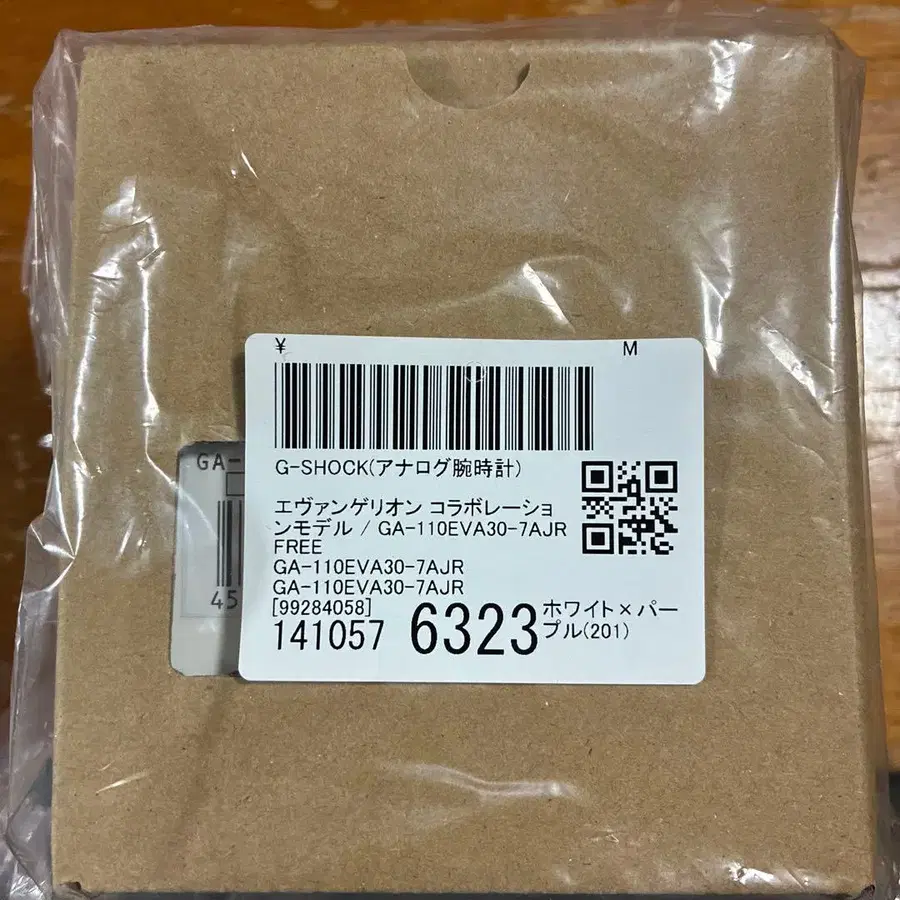 ¥ M
G-SHOCK(アナログ腕時計)
エヴァンゲリオン コラボレーショ
ンモデル / GA-110EVA30-7AJR
FREE
GA-110EVA30-7AJR
GA-110EVA30-7AJR
[99284058]
141057 6323 ホワイト×パー
プル(201)
GA-
45